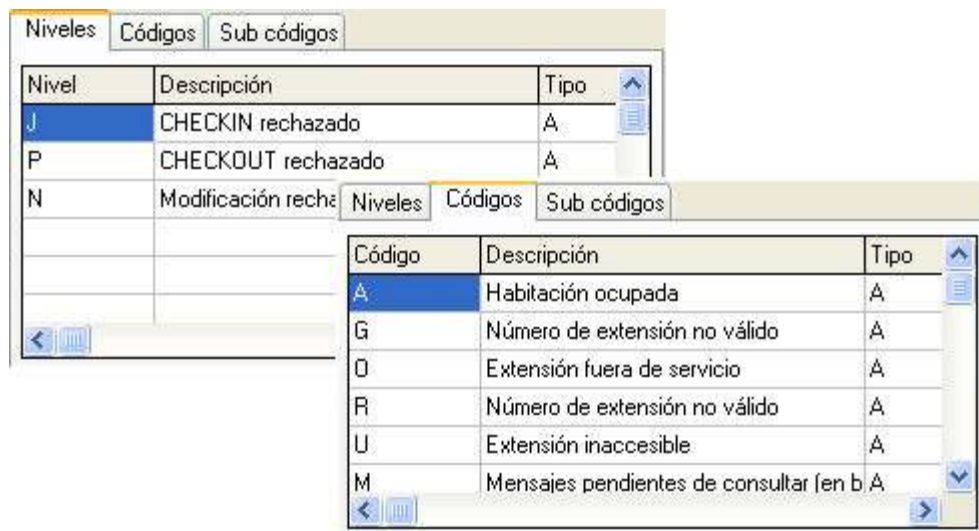 Niveles Códigos Sub códigos
Nivel Descripción Tipo
J CHECKIN rechazado A
P CHECKOUT rechazado A
N Modificación
Niveles Códigos Sub códigos
Código Descripción Tipo
A Habitación ocupada A
G Número de extensión no válido A
O Extensión fuera de servicio A
R Número de extensión no válido A
U Extensión inaccesible A
M Mensajes pendientes de consultar (en b A